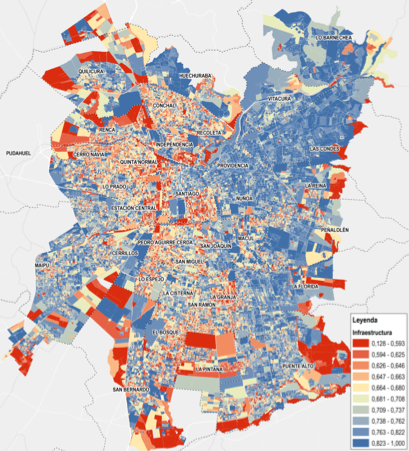 LO BARNECHEA
QUILICURA
HUECHURABA
VITACURA
CONCHALÍ
RENCA
RECOLETA
INDEPENDENCIA
LAS CONDES
PUDAHUEL
CERRO NAVIA
QUINTA NORMAL
PROVIDENCIA
LO PRADO
LA REINA
SANTIAGO
ÑUÑOA
ESTACIÓN CENTRAL
PEÑALOLÉN
PEDRO AGUIRRE CERDA
MACUL
SAN JOAQUÍN
CERRILLOS
SAN MIGUEL
MAIPÚ
LO ESPEJO
LA FLORIDA
LA CISTERNA
LA GRANJA
SAN RAMÓN
EL BOSQUE
LA PINTANA
PUENTE ALTO
SAN BERNARDO
Leyenda
Infraestructura
0,128 - 0,593
0,594 - 0,625
0,626 - 0,646
0,647 - 0,663
0,664 - 0,680
0,681 - 0,708
0,709 - 0,737
0,738 - 0,762
0,763 - 0,822
0,823 - 1,000